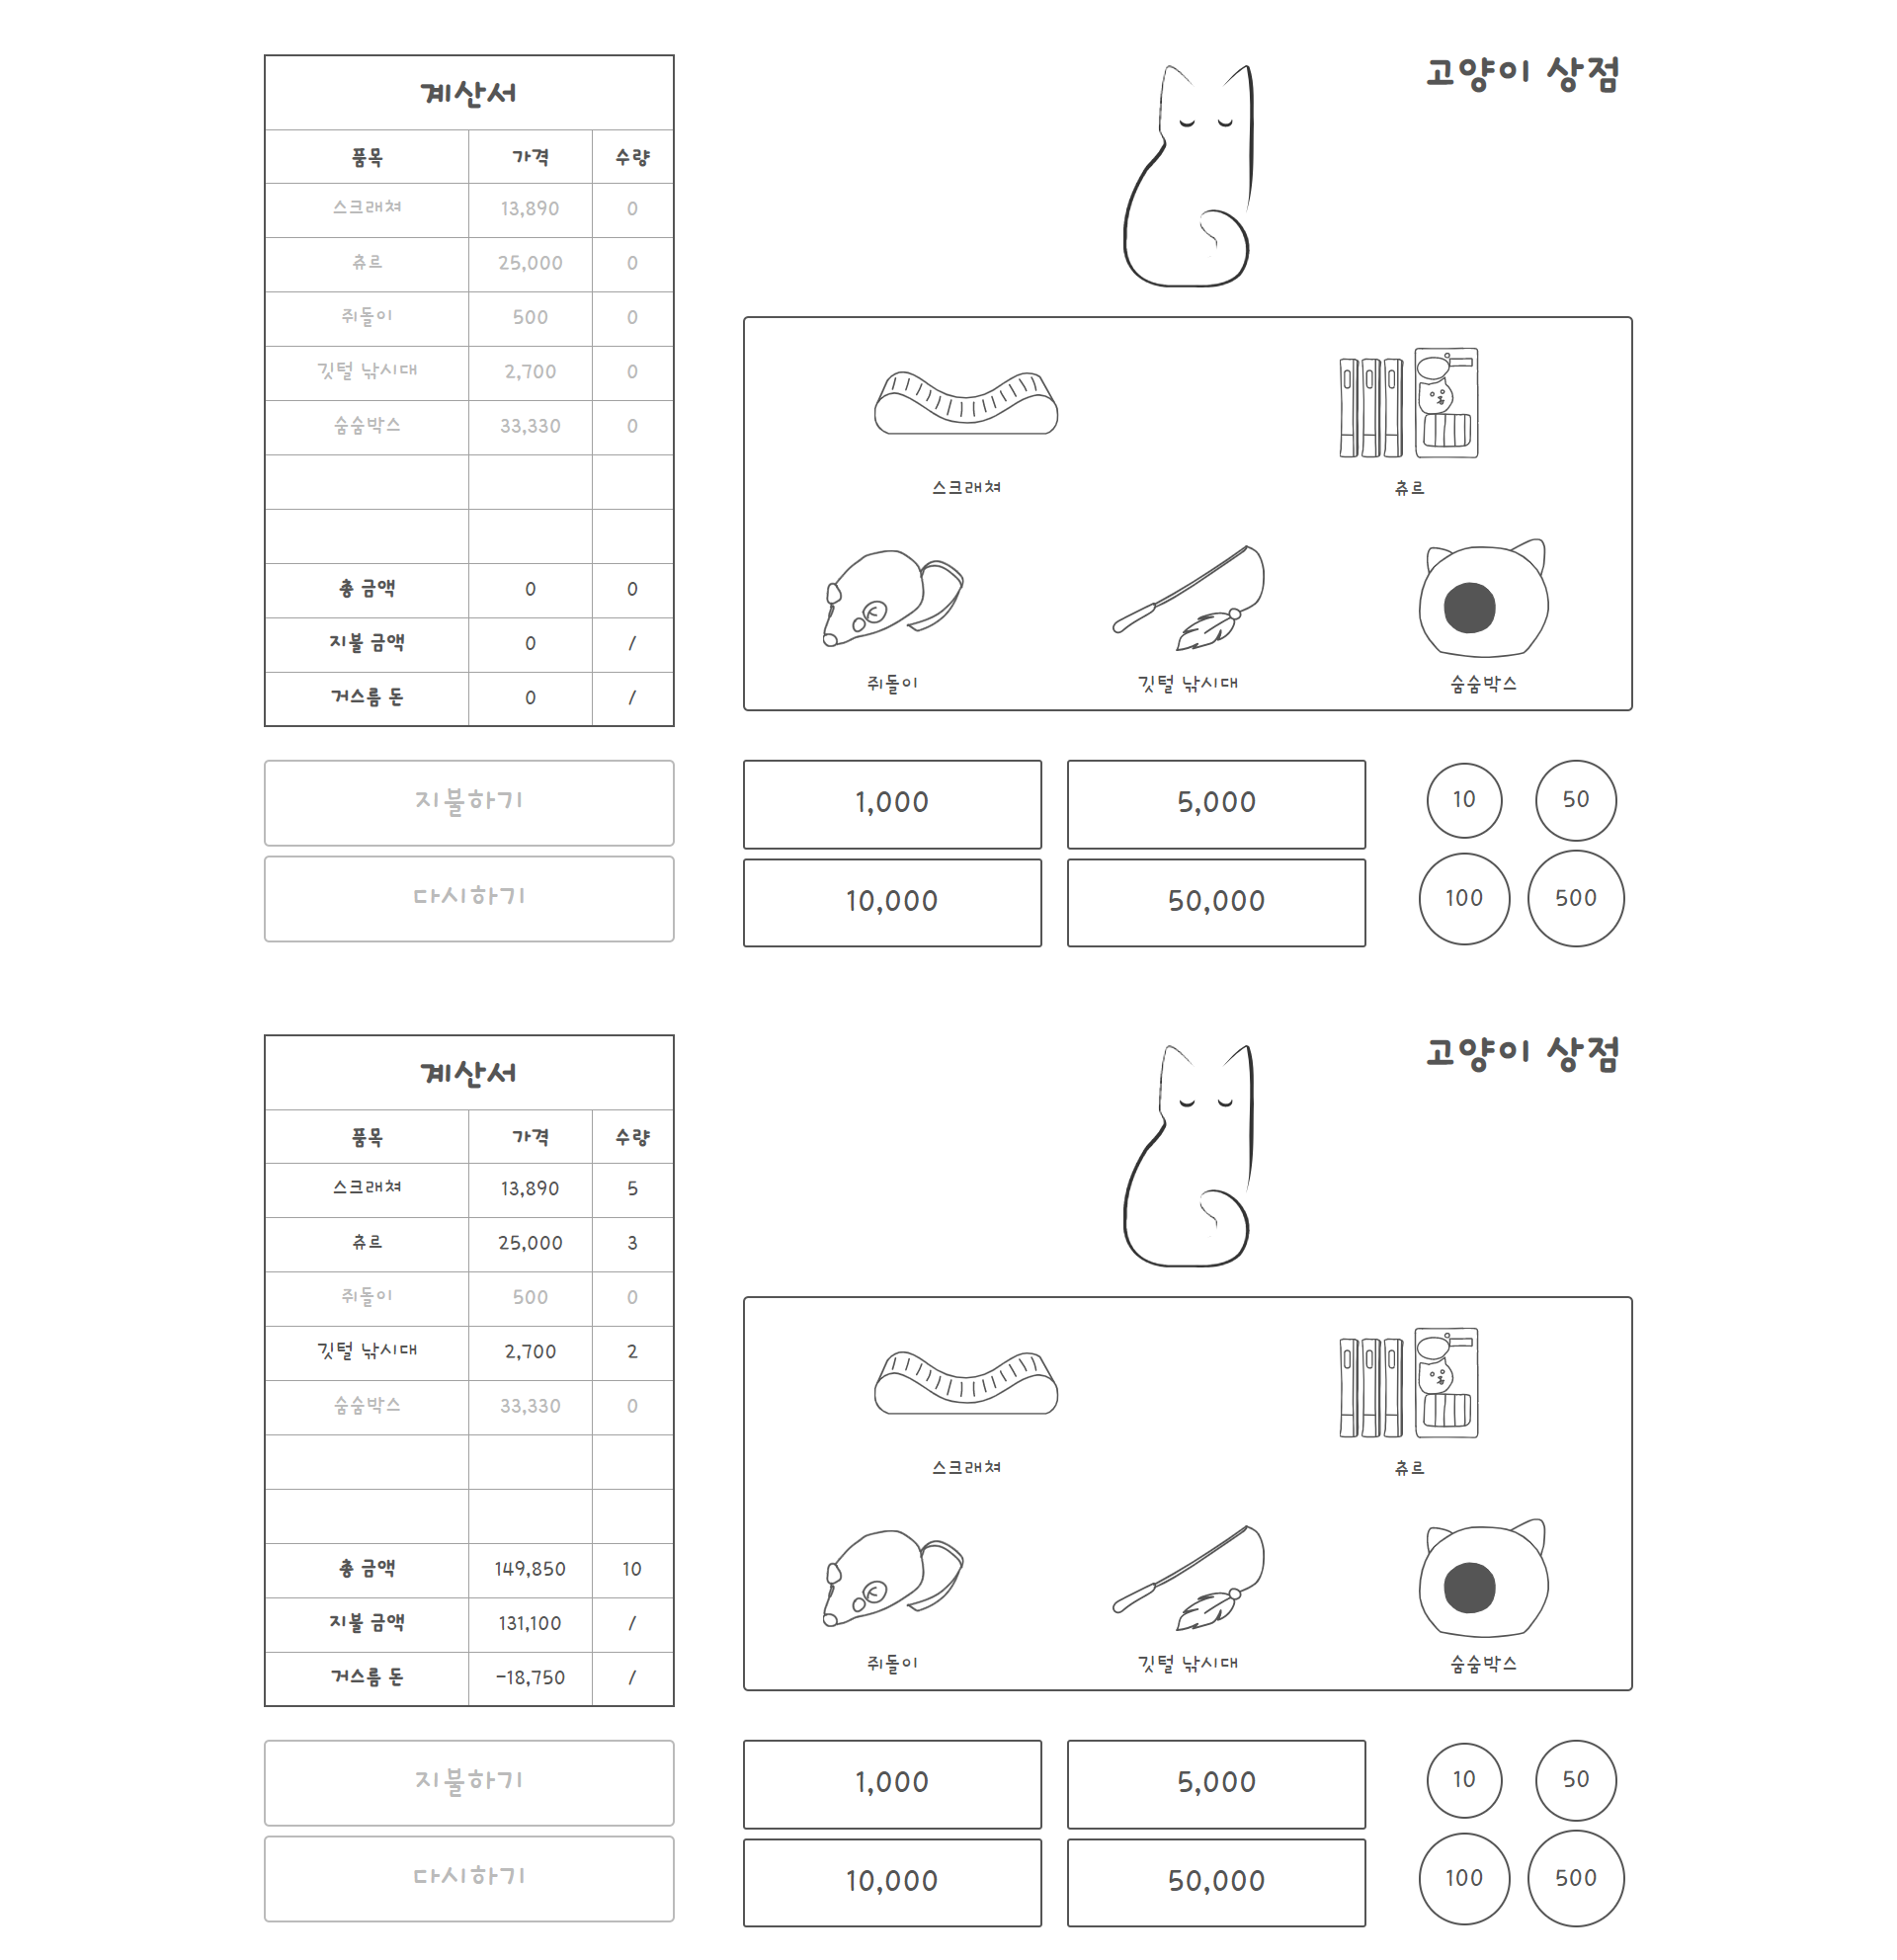 계산서
품목 가격 수량
스크래쳐 13,890 0
츄르 25,000 0
쥐돌이 500 0
깃털 낚시대 2,700 0
숨숨박스 33,330 0
총 금액 0 0
지불 금액 0 /
거스름 돈 0 /
지불하기
다시하기
고양이 상점
스크래쳐 츄르
쥐돌이 깃털 낚시대 숨숨박스
1,000 5,000 10 50
10,000 50,000 100 500
계산서
품목 가격 수량
스크래쳐 13,890 5
츄르 25,000 3
쥐돌이 500 0
깃털 낚시대 2,700 2
숨숨박스 33,330 0
총 금액 149,850 10
지불 금액 131,100 /
거스름 돈 -18,750 /
지불하기
다시하기
고양이 상점
스크래쳐 츄르
쥐돌이 깃털 낚시대 숨숨박스
1,000 5,000 10 50
10,000 50,000 100 500